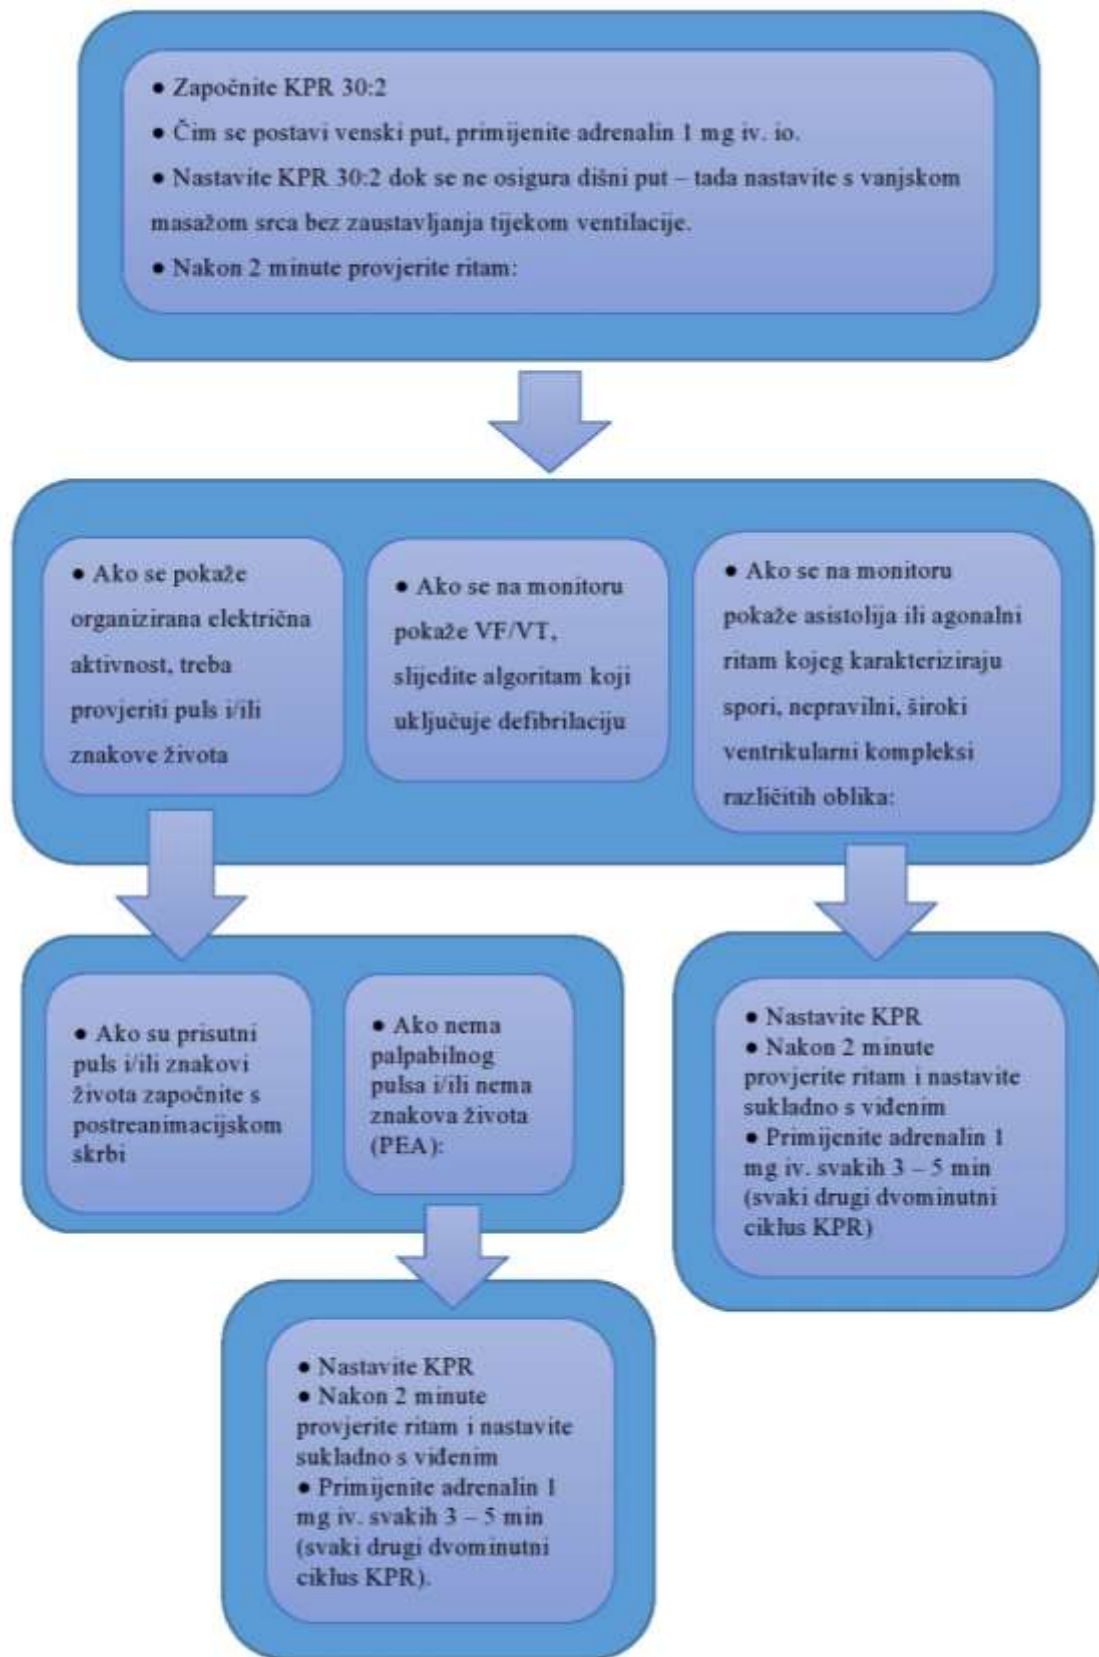 ● Započnite KPR 30:2
● Čim se postavi venski put, primijenite adrenalin 1 mg iv. io.
● Nastavite KPR 30:2 dok se ne osigura dišni put – tada nastavite s vanjskom
masažom srca bez zaustavljanja tijekom ventilacije.
● Nakon 2 minute provjerite ritam:
● Ako se pokaže
organizirana električna
aktivnost, treba
provjeriti puls i/ili
znakove života
● Ako se na monitoru
pokaže VF/VT,
slijedite algoritam koji
uključuje defibrilaciju
● Ako se na monitoru
pokaže asistolija ili agonalni
ritam kojeg karakteriziraju
spori, nepravilni, široki
ventrikularni kompleksi
različitih oblika:
● Ako su prisutni
puls i/ili znakovi
života započnite s
postreanimacijskom
skrbi
● Ako nema
palpabilnog
pulsa i/ili nema
znakova života
(PEA):
● Nastavite KPR
● Nakon 2 minute
provjerite ritam i nastavite
sukladno s viđenim
● Primijenite adrenalin 1
mg iv. svakih 3 – 5 min
(svaki drugi dvominutni
ciklus KPR)
● Nastavite KPR
● Nakon 2 minute
provjerite ritam i nastavite
sukladno s viđenim
● Primijenite adrenalin 1
mg iv. svakih 3 – 5 min
(svaki drugi dvominutni
ciklus KPR).